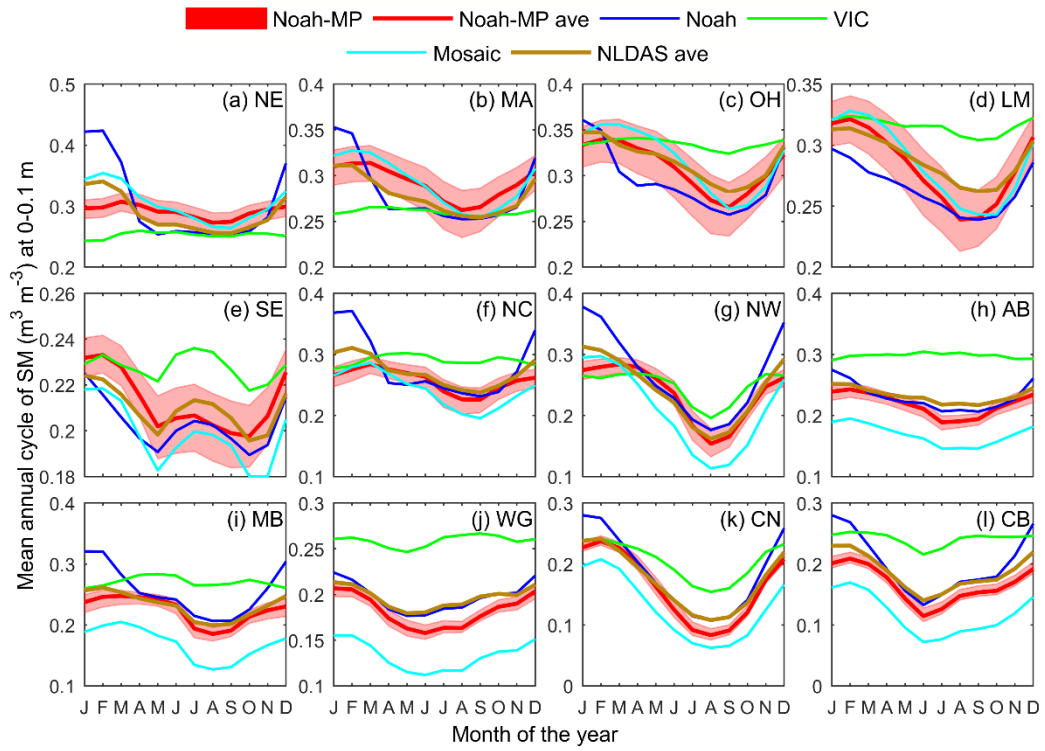 Noah-MP Noah-MP ave Noah VIC
Mosaic NLDAS ave
Mean annual cycle of SM (m³ m⁻³) at 0-0.1 m
0.5 0.4 0.3 0.2
(a) NE
0.4 0.35 0.3 0.25 0.2
(b) MA
0.4 0.35 0.3 0.25 0.2
(c) OH
0.35 0.3 0.25 0.2
(d) LM
0.26 0.24 0.22 0.2 0.18
(e) SE
0.4 0.3 0.2 0.1
(f) NC
0.4 0.3 0.2 0.1
(g) NW
0.4 0.3 0.2 0.1
(h) AB
0.4 0.3 0.2 0.1
(i) MB
0.3 0.25 0.2 0.15 0.1
(j) WG
0.3 0.2 0.1 0
(k) CN
0.3 0.2 0.1 0
(l) CB
J F M A M J J A S O N D J F M A M J J A S O N D J F M A M J J A S O N D J F M A M J J A S O N D
Month of the year